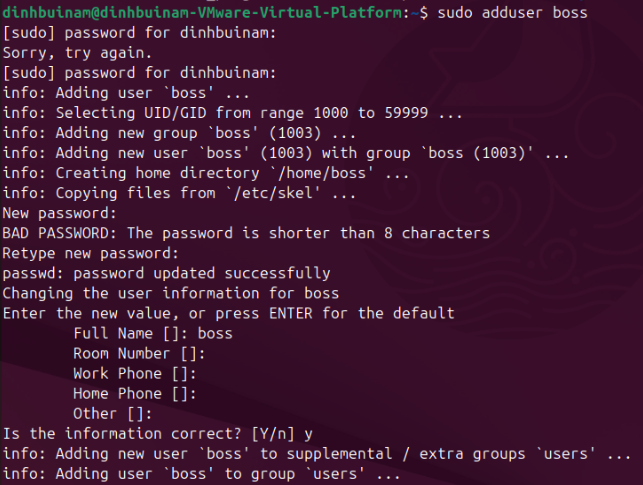 dinhbuinam@dinhbuinam-VMware-Virtual-Platform:~$ sudo adduser boss
[sudo] password for dinhbuinam:
Sorry, try again.
[sudo] password for dinhbuinam:
info: Adding user `boss' ...
info: Selecting UID/GID from range 1000 to 59999 ...
info: Adding new group `boss' (1003) ...
info: Adding new user `boss' (1003) with group `boss (1003)' ...
info: Creating home directory `/home/boss' ...
info: Copying files from `/etc/skel' ...
New password:
BAD PASSWORD: The password is shorter than 8 characters
Retype new password:
passwd: password updated successfully
Changing the user information for boss
Enter the new value, or press ENTER for the default
        Full Name []: boss
        Room Number []:
        Work Phone []:
        Home Phone []:
        Other []:
Is the information correct? [Y/n] y
info: Adding new user `boss' to supplemental / extra groups `users' ...
info: Adding user `boss' to group `users' ...